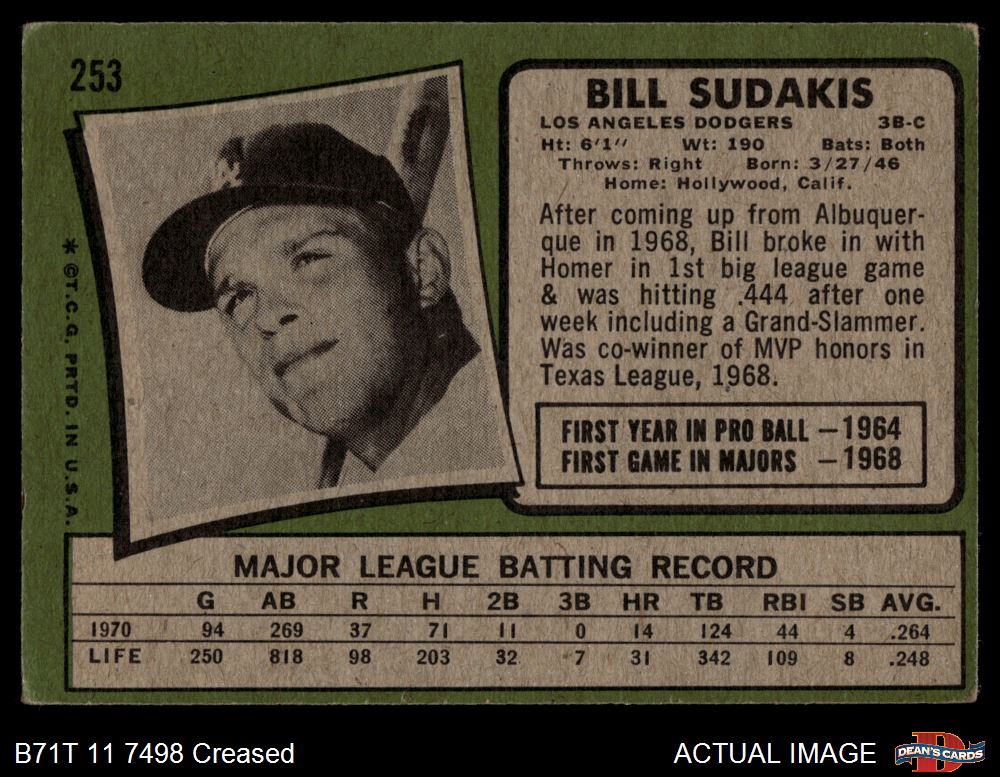 253
BILL SUDAKIS
LOS ANGELES DODGERS 3B-C
Ht: 6'1" Wt: 190 Bats: Both
Throws: Right Born: 3/27/46
Home: Hollywood, Calif.
After coming up from Albuquer-
que in 1968, Bill broke in with
Homer in 1st big league game
& was hitting .444 after one
week including a Grand-Slammer.
Was co-winner of MVP honors in
Texas League, 1968.
FIRST YEAR IN PRO BALL — 1964
FIRST GAME IN MAJORS — 1968
* ©T.C.G. PRTD. IN U.S.A.
MAJOR LEAGUE BATTING RECORD
G AB R H 2B 3B HR TB RBI SB AVG.
1970 94 269 37 71 11 0 14 124 44 4 .264
LIFE 250 818 98 203 32 7 31 342 109 8 .248
B71T 11 7498 Creased
ACTUAL IMAGE
D
DEAN'S CARDS